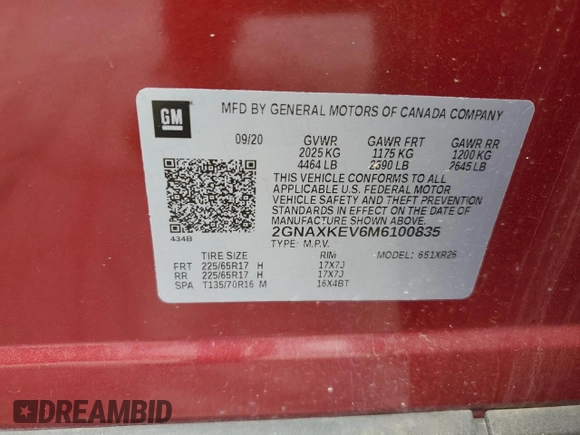 GM
MFD BY GENERAL MOTORS OF CANADA COMPANY
09/20 GVWR GAWR FRT GAWR RR
2025 KG 1175 KG 1200 KG
4464 LB 2590 LB 2645 LB
THIS VEHICLE CONFORMS TO ALL
APPLICABLE U.S. FEDERAL MOTOR
VEHICLE SAFETY AND THEFT PREVENTION
STANDARDS IN EFFECT ON THE DATE OF
MANUFACTURE SHOWN ABOVE.
2GNAXKEV6M6100835
434B
TYPE: M.P.V. MODEL: 651XR26
TIRE SIZE RIM
FRT 225/65R17 H 17X7J
RR 225/65R17 H 17X7J
SPA T135/70R16 M 16X4BT
DREAMBID